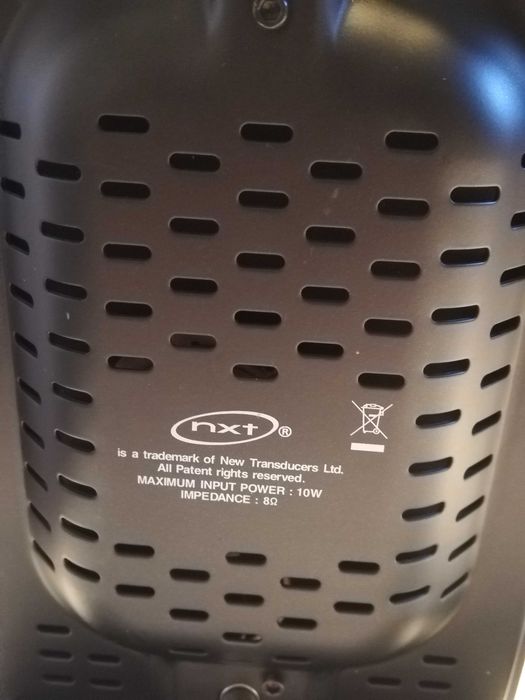 nxt®
is a trademark of New Transducers Ltd.
All Patent rights reserved.
MAXIMUM INPUT POWER : 10W
IMPEDANCE : 8Ω